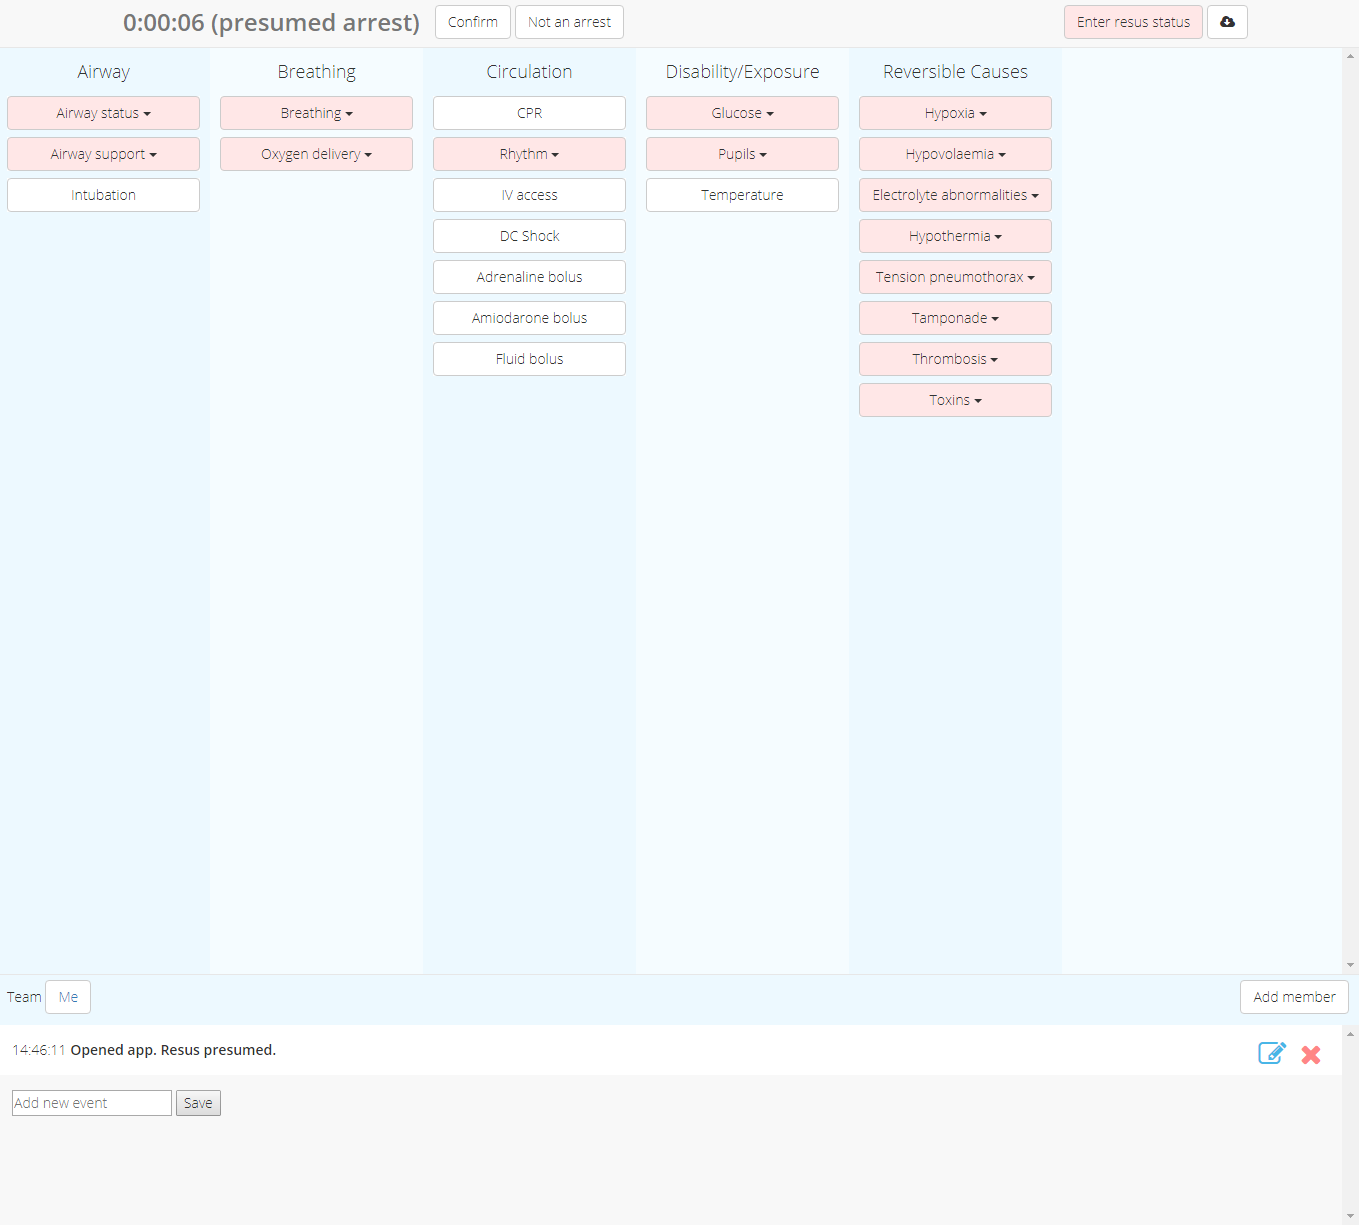 0:00:06 (presumed arrest) Confirm Not an arrest Enter resus status
Airway
Airway status
Airway support
Intubation
Breathing
Breathing
Oxygen delivery
Circulation
CPR
Rhythm
IV access
DC Shock
Adrenaline bolus
Amiodarone bolus
Fluid bolus
Disability/Exposure
Glucose
Pupils
Temperature
Reversible Causes
Hypoxia
Hypovolaemia
Electrolyte abnormalities
Hypothermia
Tension pneumothorax
Tamponade
Thrombosis
Toxins
Team Me Add member
14:46:11 Opened app. Resus presumed.
Add new event Save